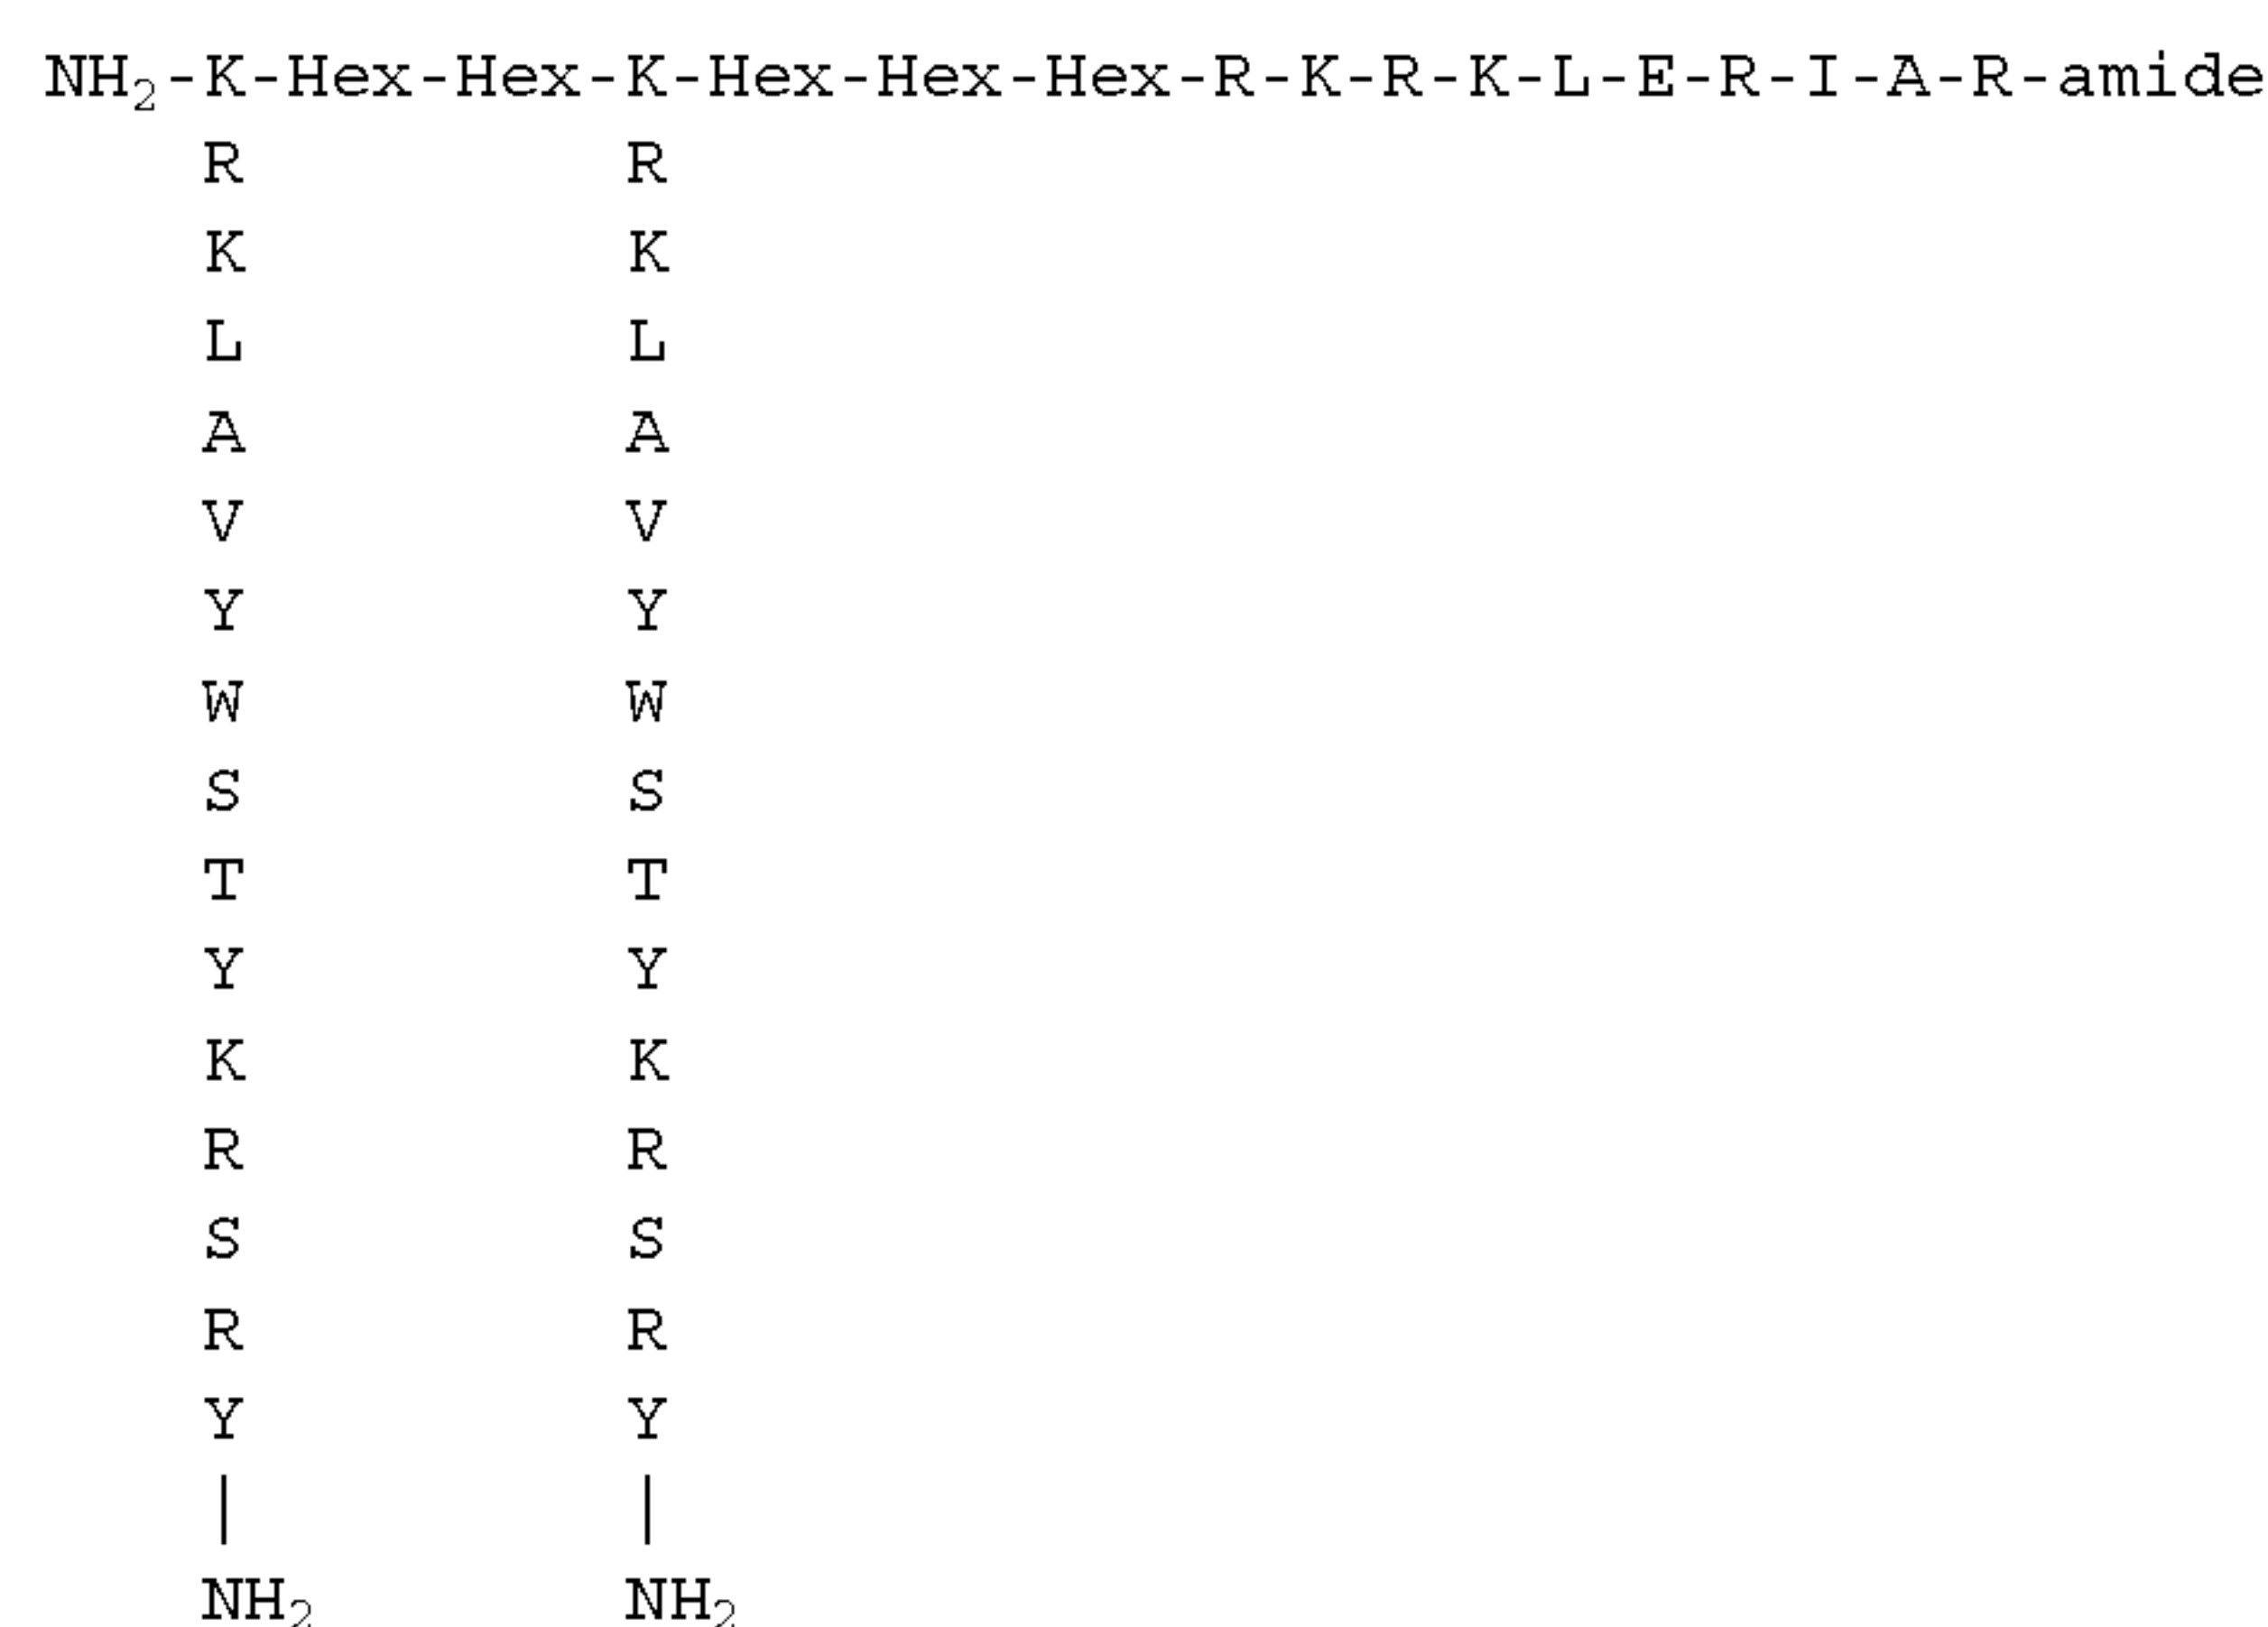 NH₂-K-Hex-Hex-K-Hex-Hex-Hex-R-K-R-K-L-E-R-I-A-R-amide
R R
K K
L L
A A
V V
Y Y
W W
S S
T T
Y Y
K K
R R
S S
R R
Y Y
| |
NH₂ NH₂